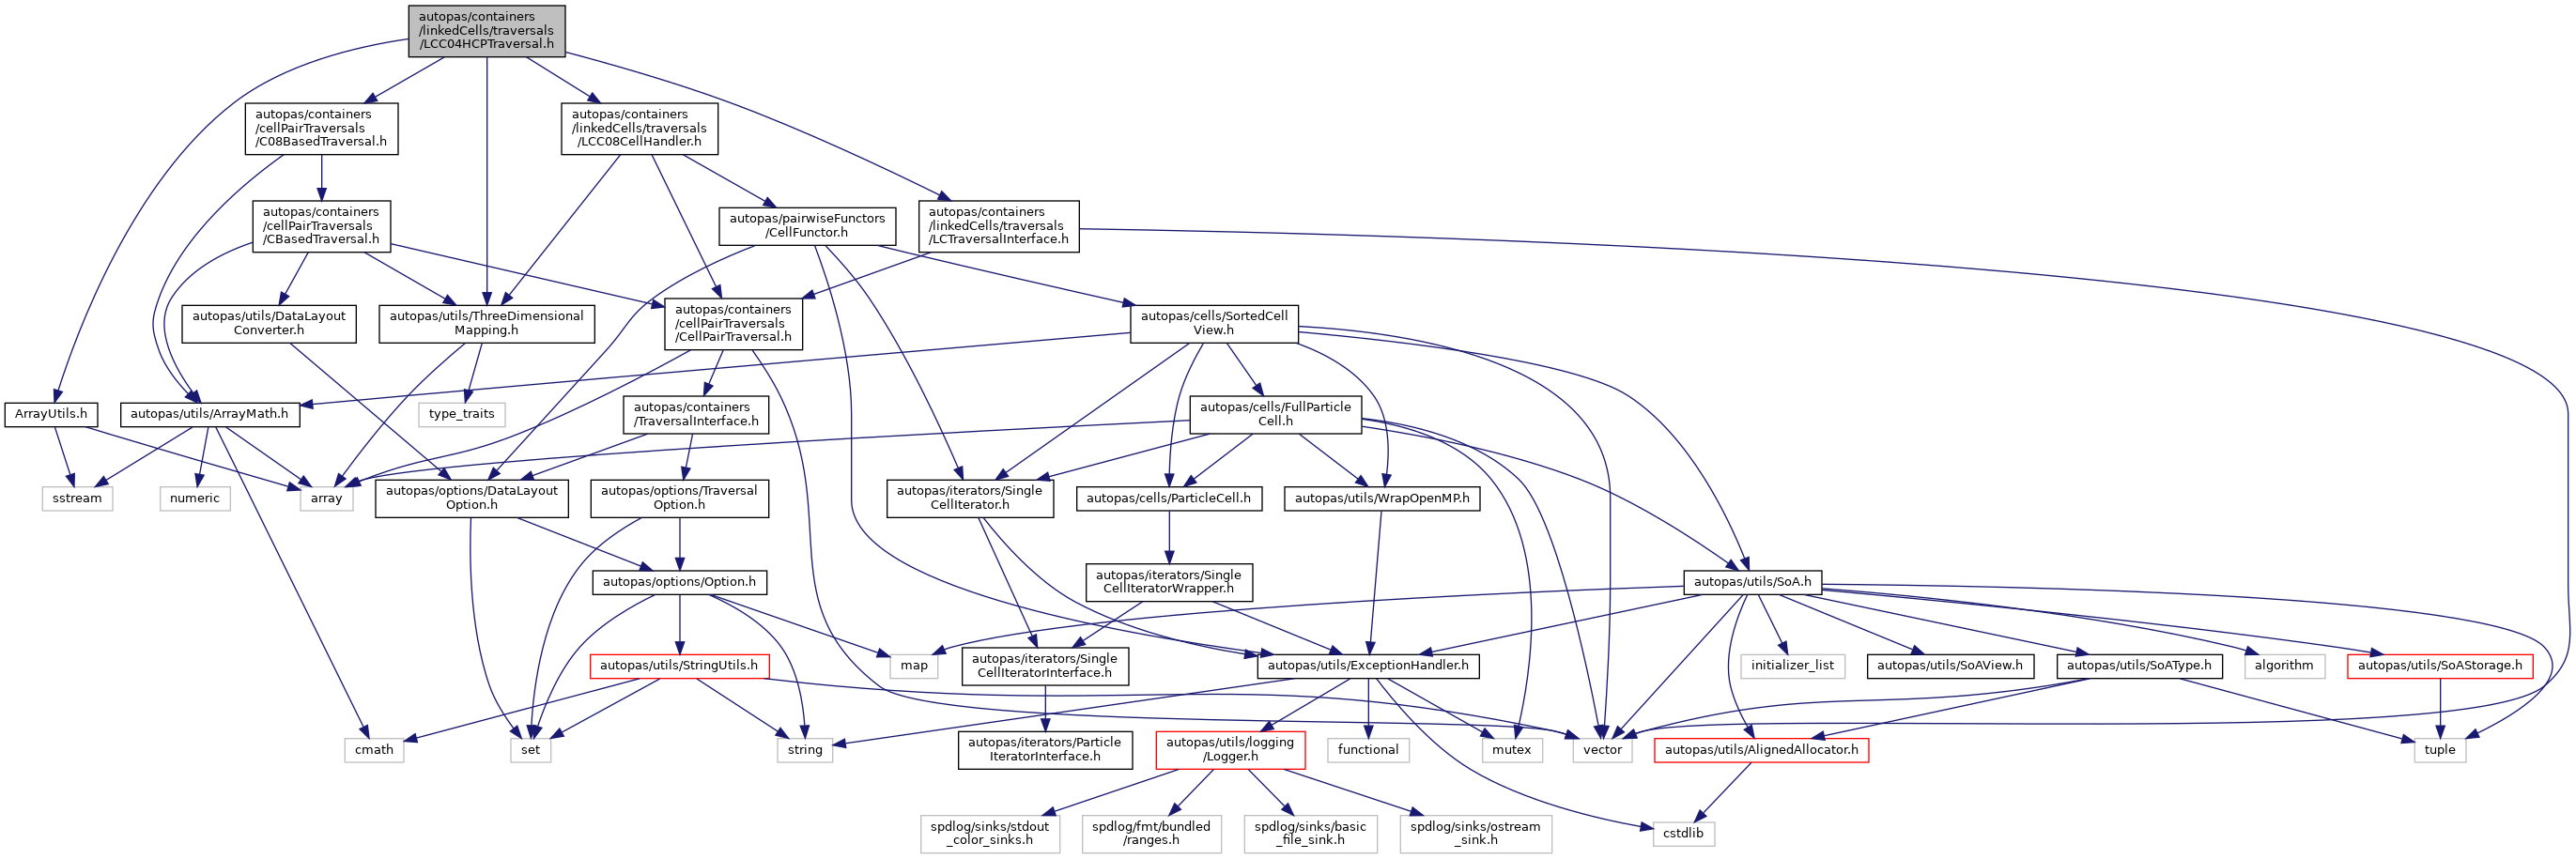 autopas/containers
/linkedCells/traversals
/LCC04HCPTraversal.h
autopas/containers
/cellPairTraversals
/C08BasedTraversal.h
autopas/containers
/linkedCells/traversals
/LCC08CellHandler.h
autopas/containers
/cellPairTraversals
/CBasedTraversal.h
autopas/pairwiseFunctors
/CellFunctor.h
autopas/containers
/linkedCells/traversals
/LCTraversalInterface.h
autopas/utils/DataLayout
Converter.h
autopas/utils/ThreeDimensional
Mapping.h
autopas/containers
/cellPairTraversals
/CellPairTraversal.h
autopas/cells/SortedCell
View.h
ArrayUtils.h
autopas/utils/ArrayMath.h
type_traits
autopas/containers
/TraversalInterface.h
autopas/cells/FullParticle
Cell.h
sstream
numeric
array
autopas/options/DataLayout
Option.h
autopas/options/Traversal
Option.h
autopas/iterators/Single
CellIterator.h
autopas/cells/ParticleCell.h
autopas/utils/WrapOpenMP.h
autopas/options/Option.h
autopas/iterators/Single
CellIteratorWrapper.h
autopas/utils/SoA.h
autopas/utils/StringUtils.h
map
autopas/iterators/Single
CellIteratorInterface.h
autopas/utils/ExceptionHandler.h
initializer_list
autopas/utils/SoAView.h
autopas/utils/SoAType.h
algorithm
autopas/utils/SoAStorage.h
cmath
set
string
autopas/iterators/Particle
IteratorInterface.h
autopas/utils/logging
/Logger.h
functional
mutex
vector
autopas/utils/AlignedAllocator.h
tuple
spdlog/sinks/stdout
_color_sinks.h
spdlog/fmt/bundled
/ranges.h
spdlog/sinks/basic
_file_sink.h
spdlog/sinks/ostream
_sink.h
cstdlib